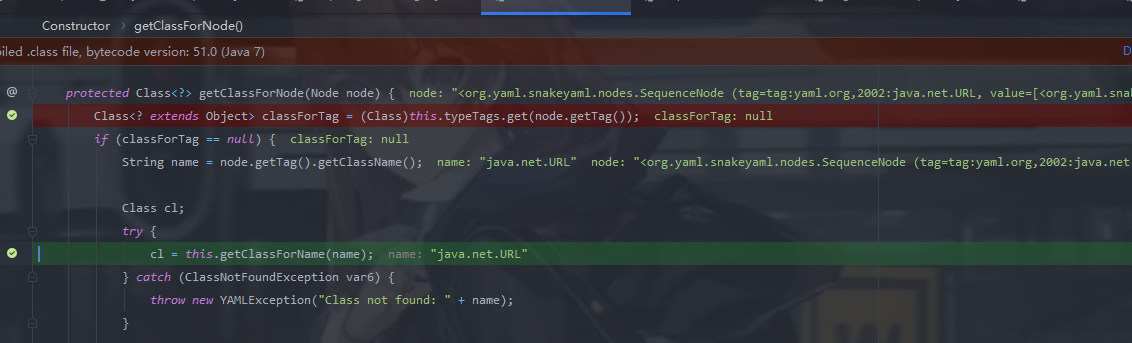 Constructor › getClassForNode()
piled .class file, bytecode version: 51.0 (Java 7) D
@ protected Class<?> getClassForNode(Node node) { node: "<org.yaml.snakeyaml.nodes.SequenceNode (tag=tag:yaml.org,2002:java.net.URL, value=[<org.yaml.sna
Class<? extends Object> classForTag = (Class)this.typeTags.get(node.getTag()); classForTag: null
if (classForTag == null) { classForTag: null
String name = node.getTag().getClassName(); name: "java.net.URL" node: "<org.yaml.snakeyaml.nodes.SequenceNode (tag=tag:yaml.org,2002:java.net
Class cl;
try {
cl = this.getClassForName(name); name: "java.net.URL"
} catch (ClassNotFoundException var6) {
throw new YAMLException("Class not found: " + name);
}